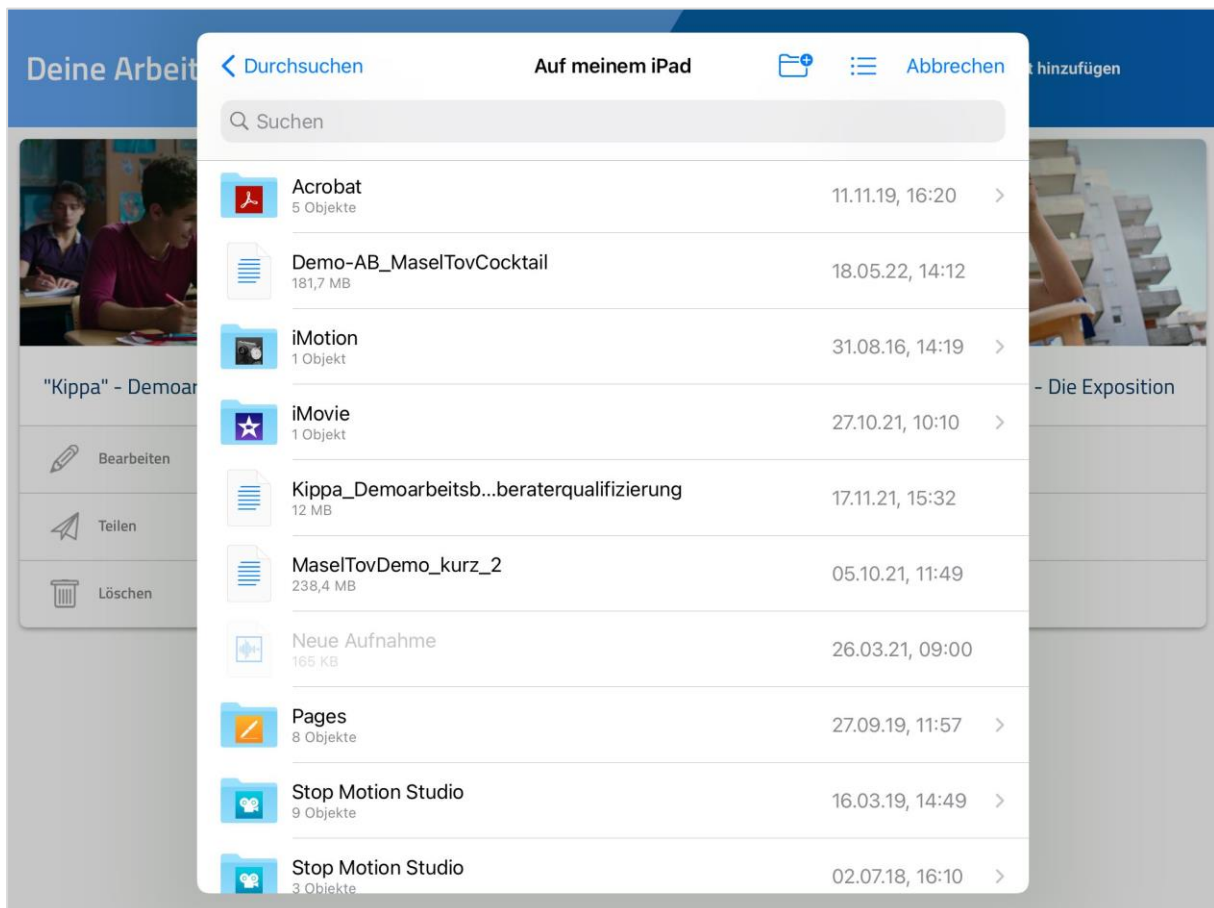 Deine Arbeit
Durchsuchen
Auf meinem iPad
Abbrechen
t hinzufügen
Suchen
Acrobat
5 Objekte
11.11.19, 16:20
Demo-AB_MaselTovCocktail
181,7 MB
18.05.22, 14:12
iMotion
1 Objekt
31.08.16, 14:19
iMovie
1 Objekt
27.10.21, 10:10
Kippa_Demoarbeitsb...beraterqualifizierung
12 MB
17.11.21, 15:32
MaselTovDemo_kurz_2
238,4 MB
05.10.21, 11:49
Neue Aufnahme
165 KB
26.03.21, 09:00
Pages
8 Objekte
27.09.19, 11:57
Stop Motion Studio
9 Objekte
16.03.19, 14:49
Stop Motion Studio
3 Objekte
02.07.18, 16:10
"Kippa" - Demoar
Bearbeiten
Teilen
Löschen
- Die Exposition